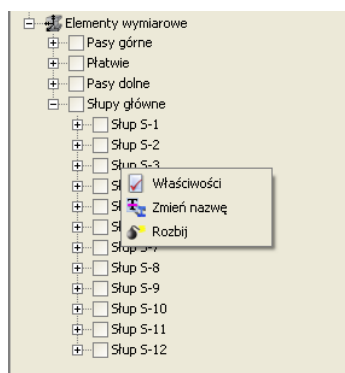 Elementy wymiarowe
Pasy górne
Płatwie
Pasy dolne
Słupy główne
Słup S-1
Słup S-2
Słup S-3
Właściwości
Zmień nazwę
Rozbij
Słup S-7
Słup S-8
Słup S-9
Słup S-10
Słup S-11
Słup S-12